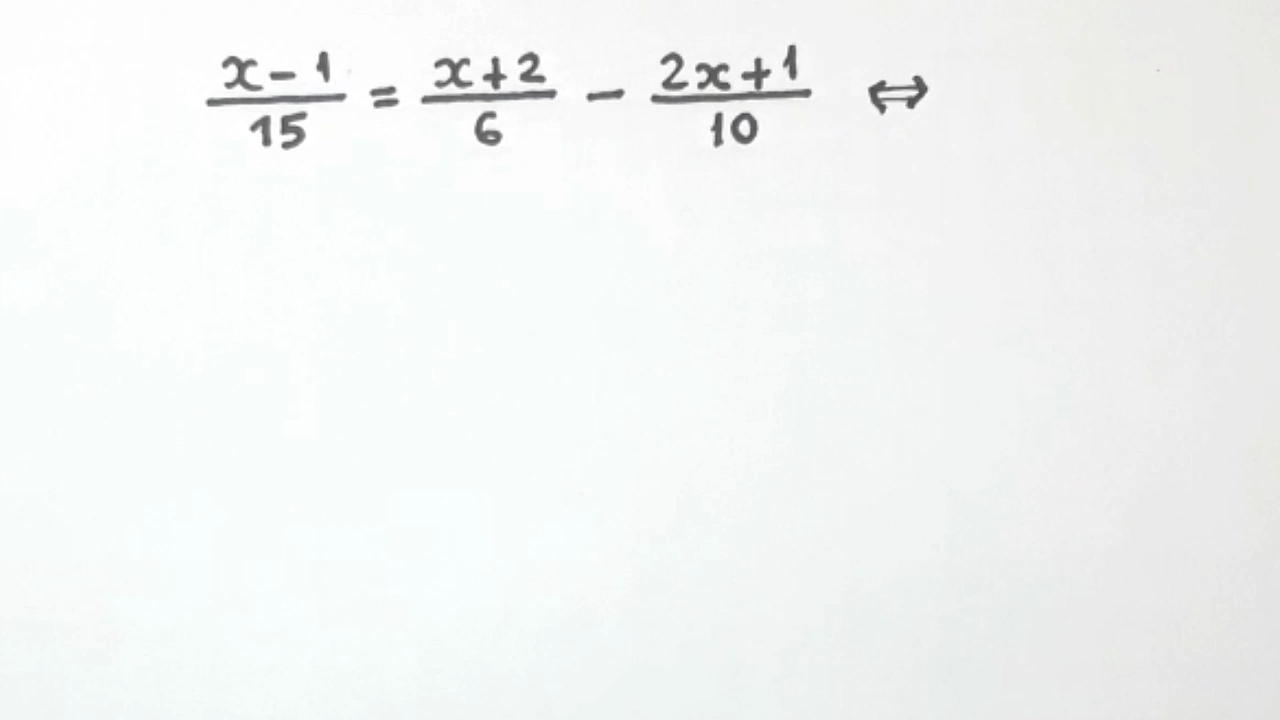 x-1/15 = x+2/6 - 2x+1/10 ⇔